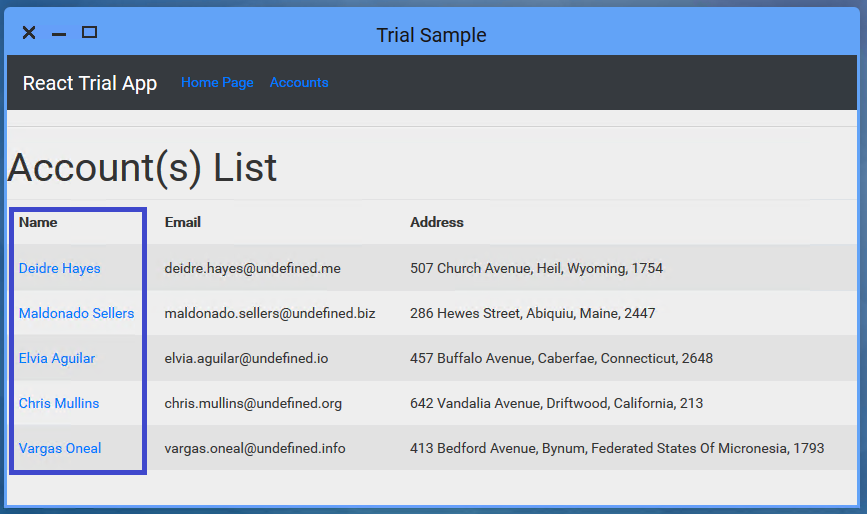 Trial Sample
React Trial App Home Page Accounts
Account(s) List
Name Email Address
Deidre Hayes deidre.hayes@undefined.me 507 Church Avenue, Heil, Wyoming, 1754
Maldonado Sellers maldonado.sellers@undefined.biz 286 Hewes Street, Abiquiu, Maine, 2447
Elvia Aguilar elvia.aguilar@undefined.io 457 Buffalo Avenue, Caberfae, Connecticut, 2648
Chris Mullins chris.mullins@undefined.org 642 Vandalia Avenue, Driftwood, California, 213
Vargas Oneal vargas.oneal@undefined.info 413 Bedford Avenue, Bynum, Federated States Of Micronesia, 1793